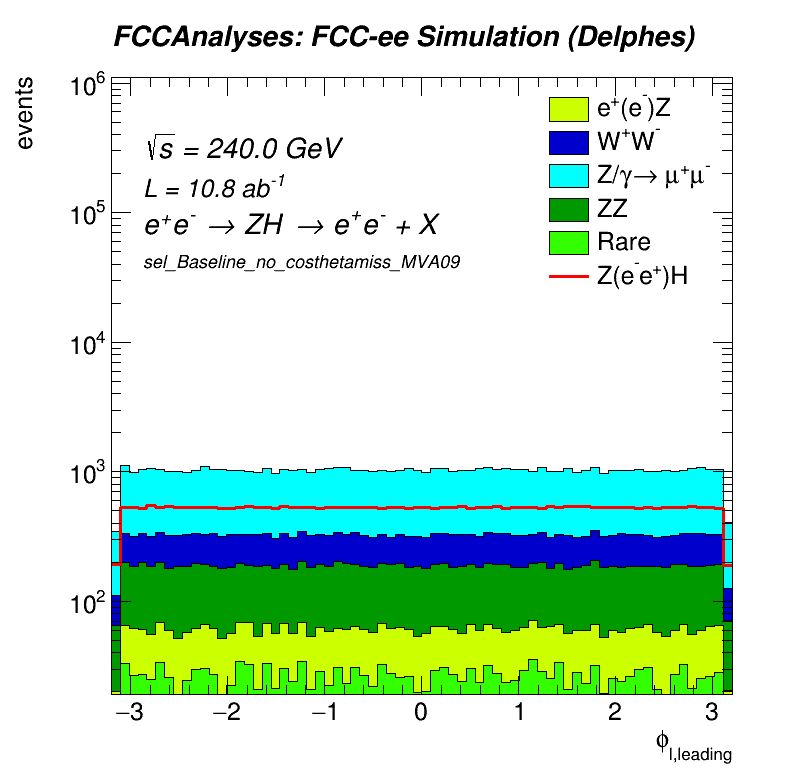 FCCAnalyses: FCC-ee Simulation (Delphes)
events
10⁶
10⁵
10⁴
10³
10²
√s = 240.0 GeV
L = 10.8 ab⁻¹
e⁺e⁻ → ZH → e⁺e⁻ + X
sel_Baseline_no_costhetamiss_MVA09
e⁺(e⁻)Z
W⁺W⁻
Z/γ→ μ⁺μ⁻
ZZ
Rare
Z(e⁻e⁺)H
−3 −2 −1 0 1 2 3
ϕ_l,leading